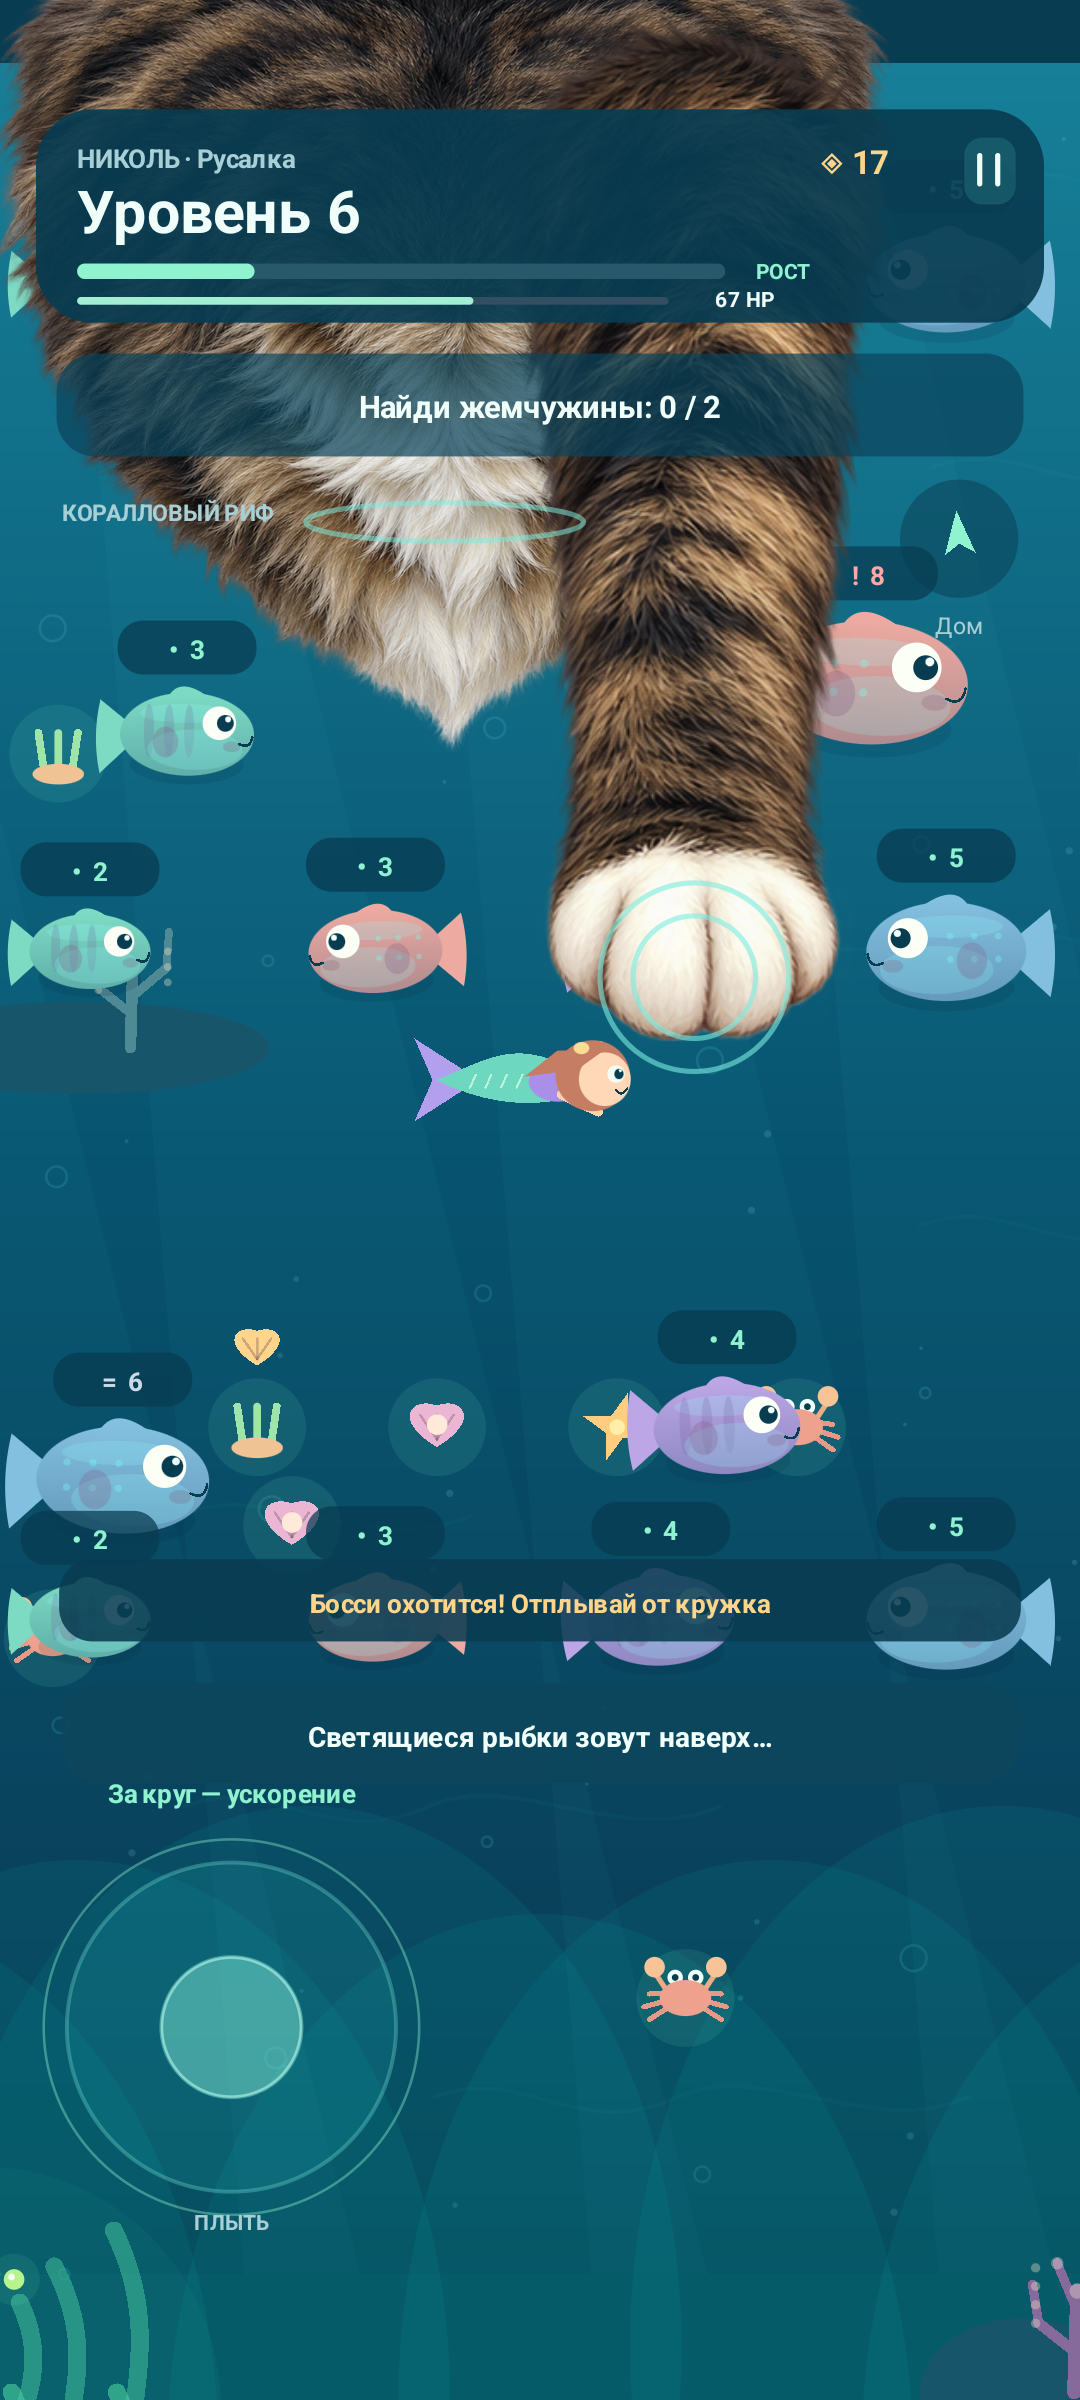 НИКОЛЬ · Русалка
17
Уровень 6
• 5
РОСТ
67 HP
Найди жемчужины: 0 / 2
КОРАЛЛОВЫЙ РИФ
! 8
Дом
• 3
• 2
• 3
• 5
• 4
= 6
• 2
• 3
• 4
• 5
Босси охотится! Отплывай от кружка
Светящиеся рыбки зовут наверх...
За круг — ускорение
ПЛЫТЬ